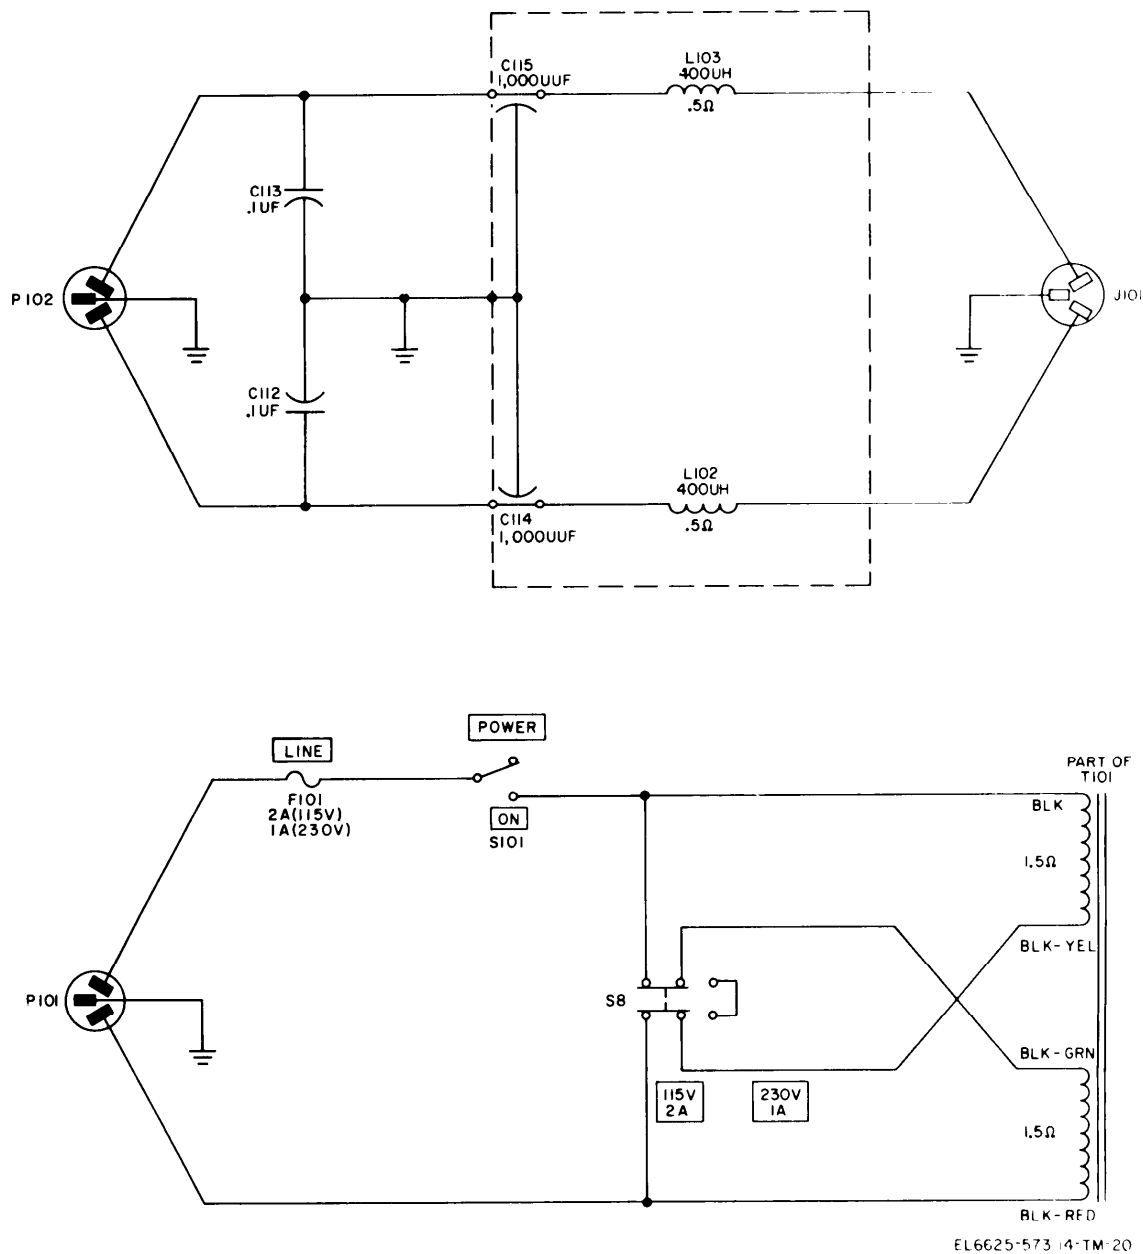 C115
1,000UUF
L103
400UH
.5Ω
C113
.1UF
P102
J101
C112
.1UF
L102
400UH
.5Ω
C114
1,000UUF
POWER
LINE
F101
2A(115V)
1A(230V)
ON
S101
PART OF
T101
BLK
1.5Ω
BLK-YEL
P101
S8
BLK-GRN
115V
2A
230V
1A
1.5Ω
BLK-RED
EL6625-573-14-TM-20